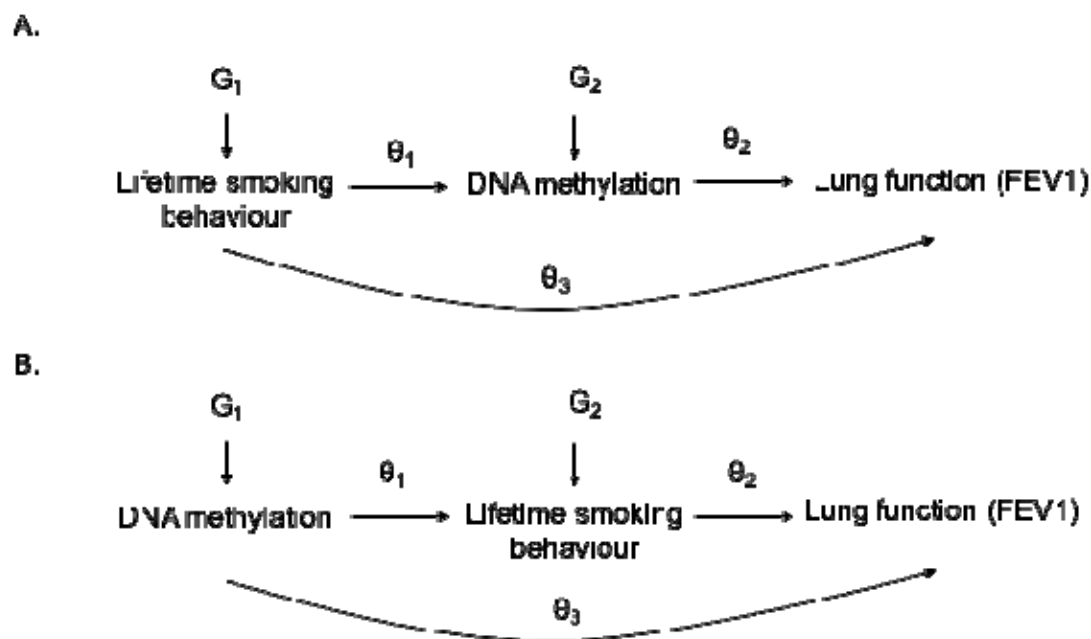 A.
G₁ G₂
θ₁ θ₂
Lifetime smoking DNA methylation Lung function (FEV1)
behaviour
θ₃
B.
G₁ G₂
θ₁ θ₂
DNA methylation Lifetime smoking Lung function (FEV1)
behaviour
θ₃